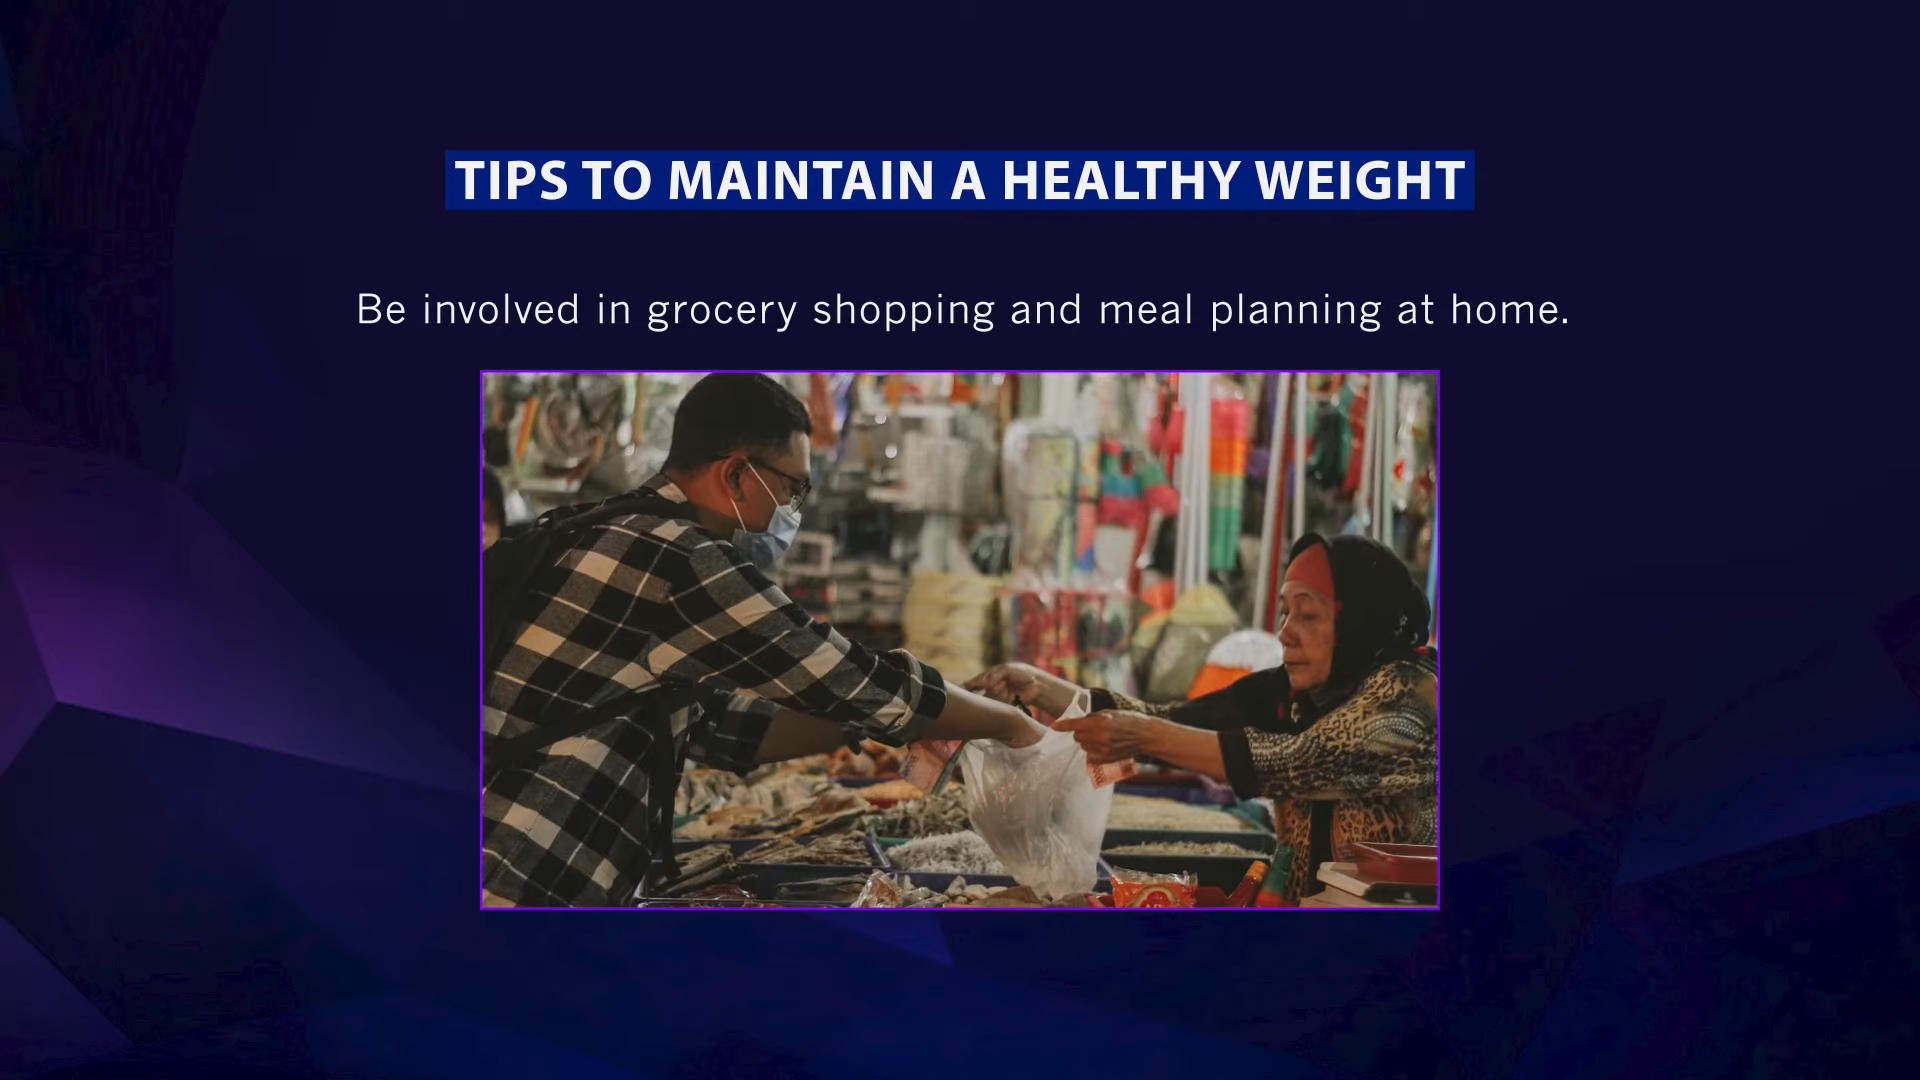 TIPS TO MAINTAIN A HEALTHY WEIGHT
Be involved in grocery shopping and meal planning at home.